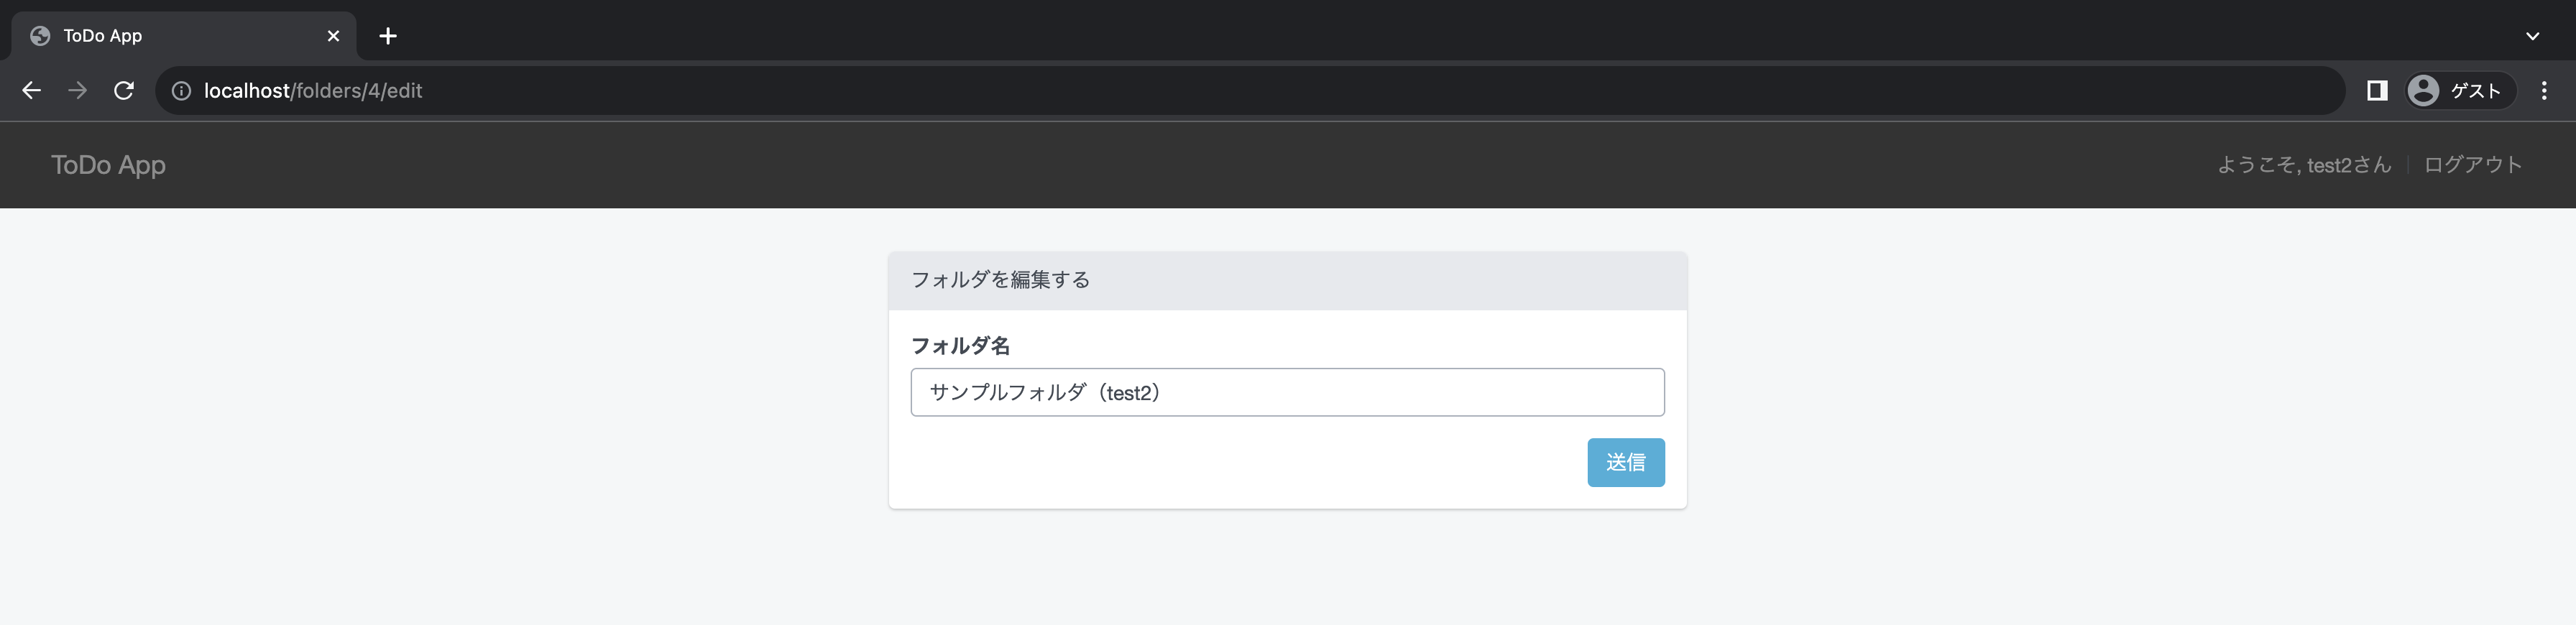 ToDo App
localhost/folders/4/edit
ゲスト
ToDo App
ようこそ, test2さん
ログアウト
フォルダを編集する
フォルダ名
サンプルフォルダ（test2）
送信